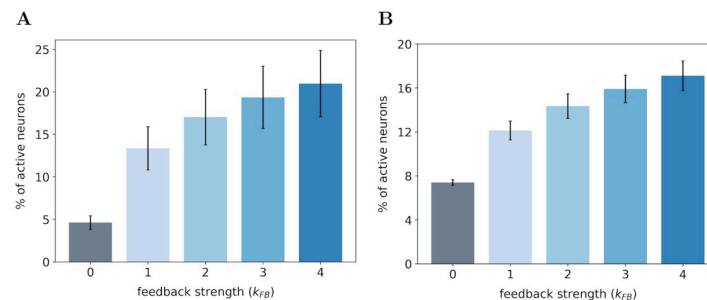 A
25
20
15
10
5
0
% of active neurons
0 1 2 3 4
feedback strength (k_FB)
B
20
16
12
8
4
0
% of active neurons
0 1 2 3 4
feedback strength (k_FB)